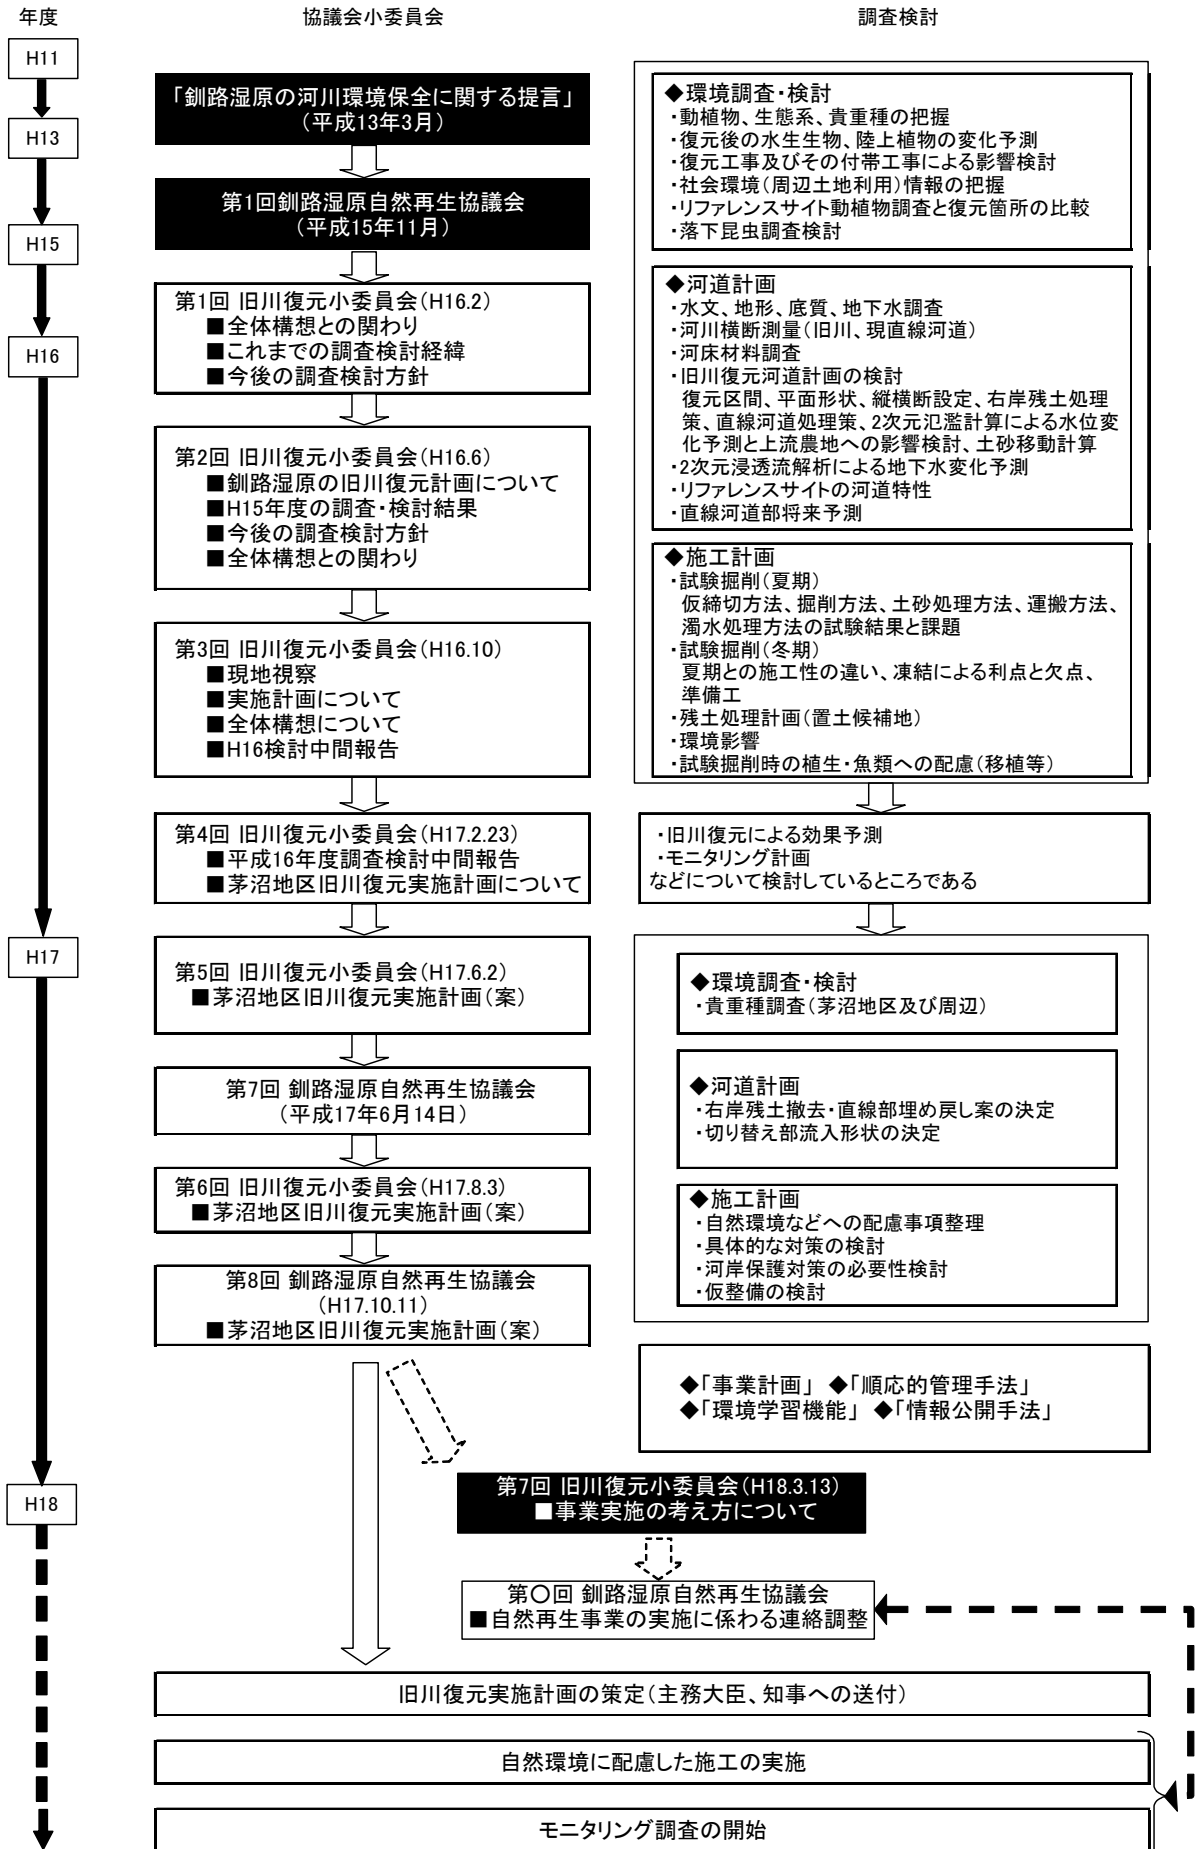 年度
協議会小委員会
調査検討
H11
H13
H15
H16
H17
H18
「釧路湿原の河川環境保全に関する提言」
(平成13年3月)
第1回釧路湿原自然再生協議会
(平成15年11月)
第1回 旧川復元小委員会(H16.2)
■全体構想との関わり
■これまでの調査検討経緯
■今後の調査検討方針
第2回 旧川復元小委員会(H16.6)
■釧路湿原の旧川復元計画について
■H15年度の調査・検討結果
■今後の調査検討方針
■全体構想との関わり
第3回 旧川復元小委員会(H16.10)
■現地視察
■実施計画について
■全体構想について
■H16検討中間報告
第4回 旧川復元小委員会(H17.2.23)
■平成16年度調査検討中間報告
■茅沼地区旧川復元実施計画について
第5回 旧川復元小委員会(H17.6.2)
■茅沼地区旧川復元実施計画(案)
第7回 釧路湿原自然再生協議会
(平成17年6月14日)
第6回 旧川復元小委員会(H17.8.3)
■茅沼地区旧川復元実施計画(案)
第8回 釧路湿原自然再生協議会
(H17.10.11)
■茅沼地区旧川復元実施計画(案)
◆環境調査・検討
・動植物、生態系、貴重種の把握
・復元後の水生生物、陸上植物の変化予測
・復元工事及びその付帯工事による影響検討
・社会環境(周辺土地利用)情報の把握
・リファレンスサイト動植物調査と復元箇所の比較
・落下昆虫調査検討
◆河道計画
・水文、地形、底質、地下水調査
・河川横断測量(旧川、現直線河道)
・河床材料調査
・旧川復元河道計画の検討
復元区間、平面形状、縦横断設定、右岸残土処理
策、直線河道処理策、2次元氾濫計算による水位変
化予測と上流農地への影響検討、土砂移動計算
・2次元浸透流解析による地下水変化予測
・リファレンスサイトの河道特性
・直線河道部将来予測
◆施工計画
・試験掘削(夏期)
仮締切方法、掘削方法、土砂処理方法、運搬方法、
濁水処理方法の試験結果と課題
・試験掘削(冬期)
夏期との施工性の違い、凍結による利点と欠点、
準備工
・残土処理計画(置土候補地)
・環境影響
・試験掘削時の植生・魚類への配慮(移植等)
・旧川復元による効果予測
・モニタリング計画
などについて検討しているところである
◆環境調査・検討
・貴重種調査(茅沼地区及び周辺)
◆河道計画
・右岸残土撤去・直線部埋め戻し案の決定
・切り替え部流入形状の決定
◆施工計画
・自然環境などへの配慮事項整理
・具体的な対策の検討
・河岸保護対策の必要性検討
・仮整備の検討
◆「事業計画」 ◆「順応的管理手法」
◆「環境学習機能」 ◆「情報公開手法」
第7回 旧川復元小委員会(H18.3.13)
■事業実施の考え方について
第〇回 釧路湿原自然再生協議会
■自然再生事業の実施に係わる連絡調整
旧川復元実施計画の策定(主務大臣、知事への送付)
自然環境に配慮した施工の実施
モニタリング調査の開始